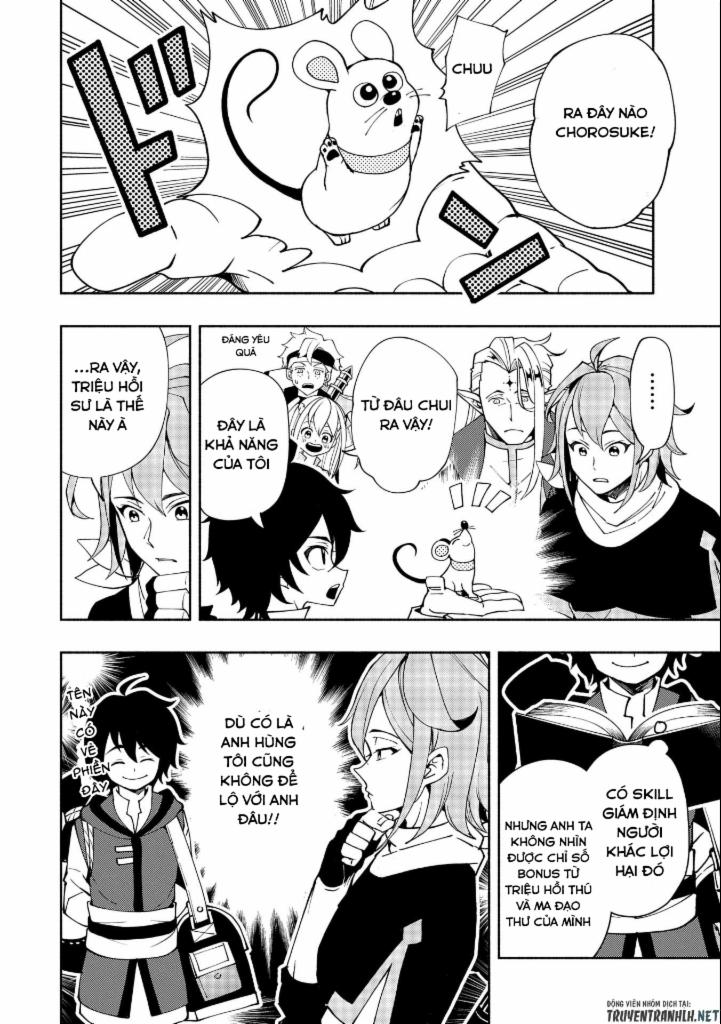 RA ĐÂY NÀO
CHOROSUKE!
CHUU
ドン
.....
TỪ ĐÂU CHUI
RA VẬY!
ĐÁNG YÊU
QUÁ
ĐÂY LÀ
KHẢ NĂNG
CỦA TÔI
...RA VẬY,
TRIỆU HỒI
SƯ LÀ THẾ
NÀY À
CÓ SKILL
GIÁM ĐỊNH
NGƯỜI
KHÁC LỢI
HẠI ĐÓ
NHƯNG ANH TA
KHÔNG NHÌN
ĐƯỢC CHỈ SỐ
BONUS TỪ
TRIỆU HỒI THÚ
VÀ MA ĐẠO
THƯ CỦA MÌNH
DÙ CÓ LÀ
ANH HÙNG
TÔI CŨNG
KHÔNG ĐỂ
LỘ VỚI ANH
ĐÂU!!
TÊN
NÀY CÓ
VẺ
PHIỀN
ĐÂY
ĐỘNG VIÊN NHÓM DỊCH TẠI:
TRUYENTRANHLH.NET